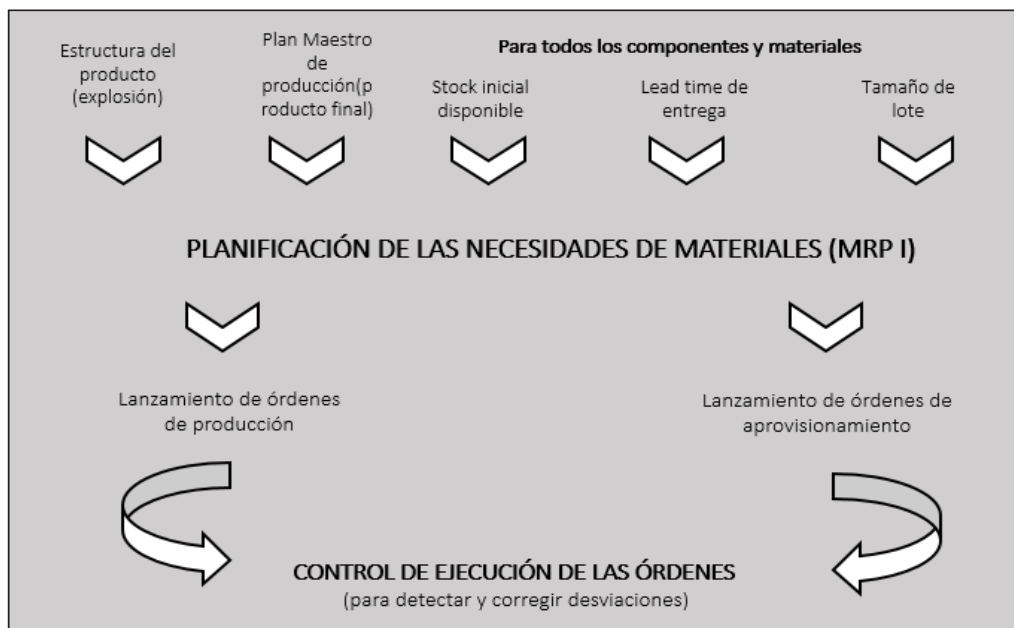 Estructura del
producto
(explosión)
Plan Maestro
de
producción(p
roducto final)
Para todos los componentes y materiales
Stock inicial
disponible
Lead time de
entrega
Tamaño de
lote
PLANIFICACIÓN DE LAS NECESIDADES DE MATERIALES (MRP I)
Lanzamiento de órdenes
de producción
Lanzamiento de órdenes de
aprovisionamiento
CONTROL DE EJECUCIÓN DE LAS ÓRDENES
(para detectar y corregir desviaciones)